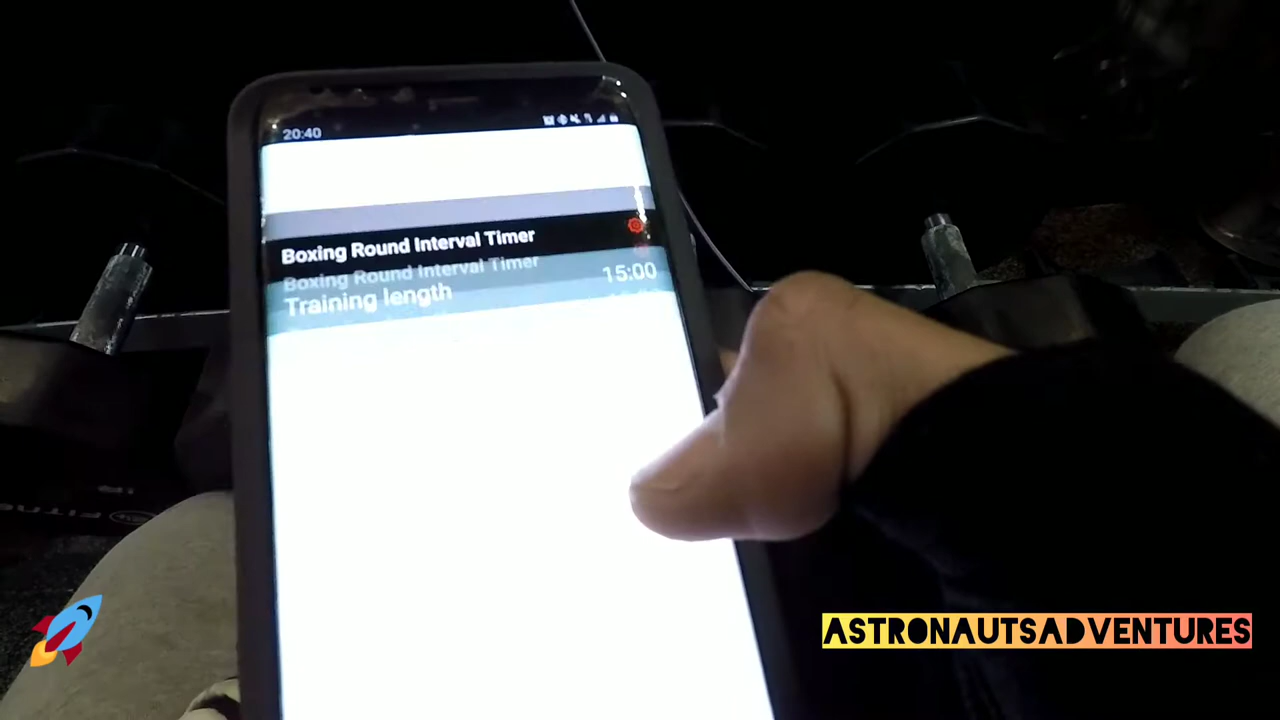 20:40
Boxing Round Interval Timer
Boxing Round Interval Timer
Training length 15:00
ASTRONAUTSADVENTURES